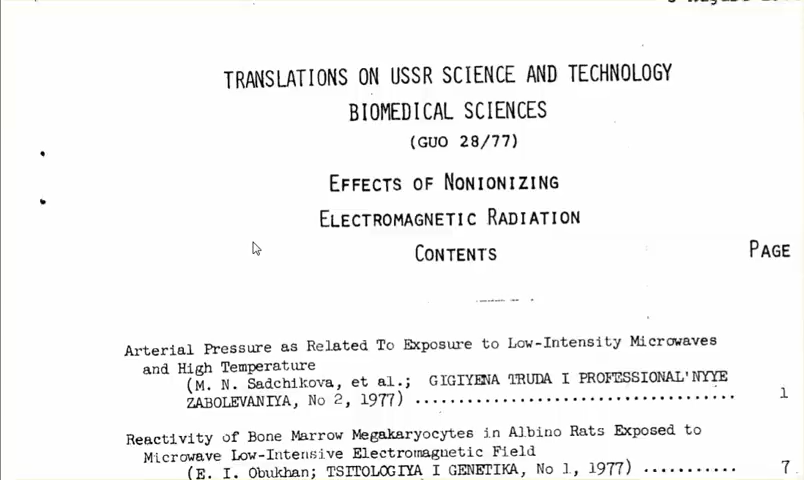 TRANSLATIONS ON USSR SCIENCE AND TECHNOLOGY
BIOMEDICAL SCIENCES
(GUO 28/77)
EFFECTS OF NONIONIZING
ELECTROMAGNETIC RADIATION
CONTENTS PAGE
Arterial Pressure as Related To Exposure to Low-Intensity Microwaves
and High Temperature
(M. N. Sadchikova, et al.; GIGIYENA TRUDA I PROFESSIONAL'NYYE
ZABOLEVANIYA, No 2, 1977) ..................................... 1
Reactivity of Bone Marrow Megakaryocytes in Albino Rats Exposed to
Microwave Low-Intensive Electromagnetic Field
(E. I. Obukhan; TSITOLOGIYA I GENETIKA, No 1, 1977) ........... 7